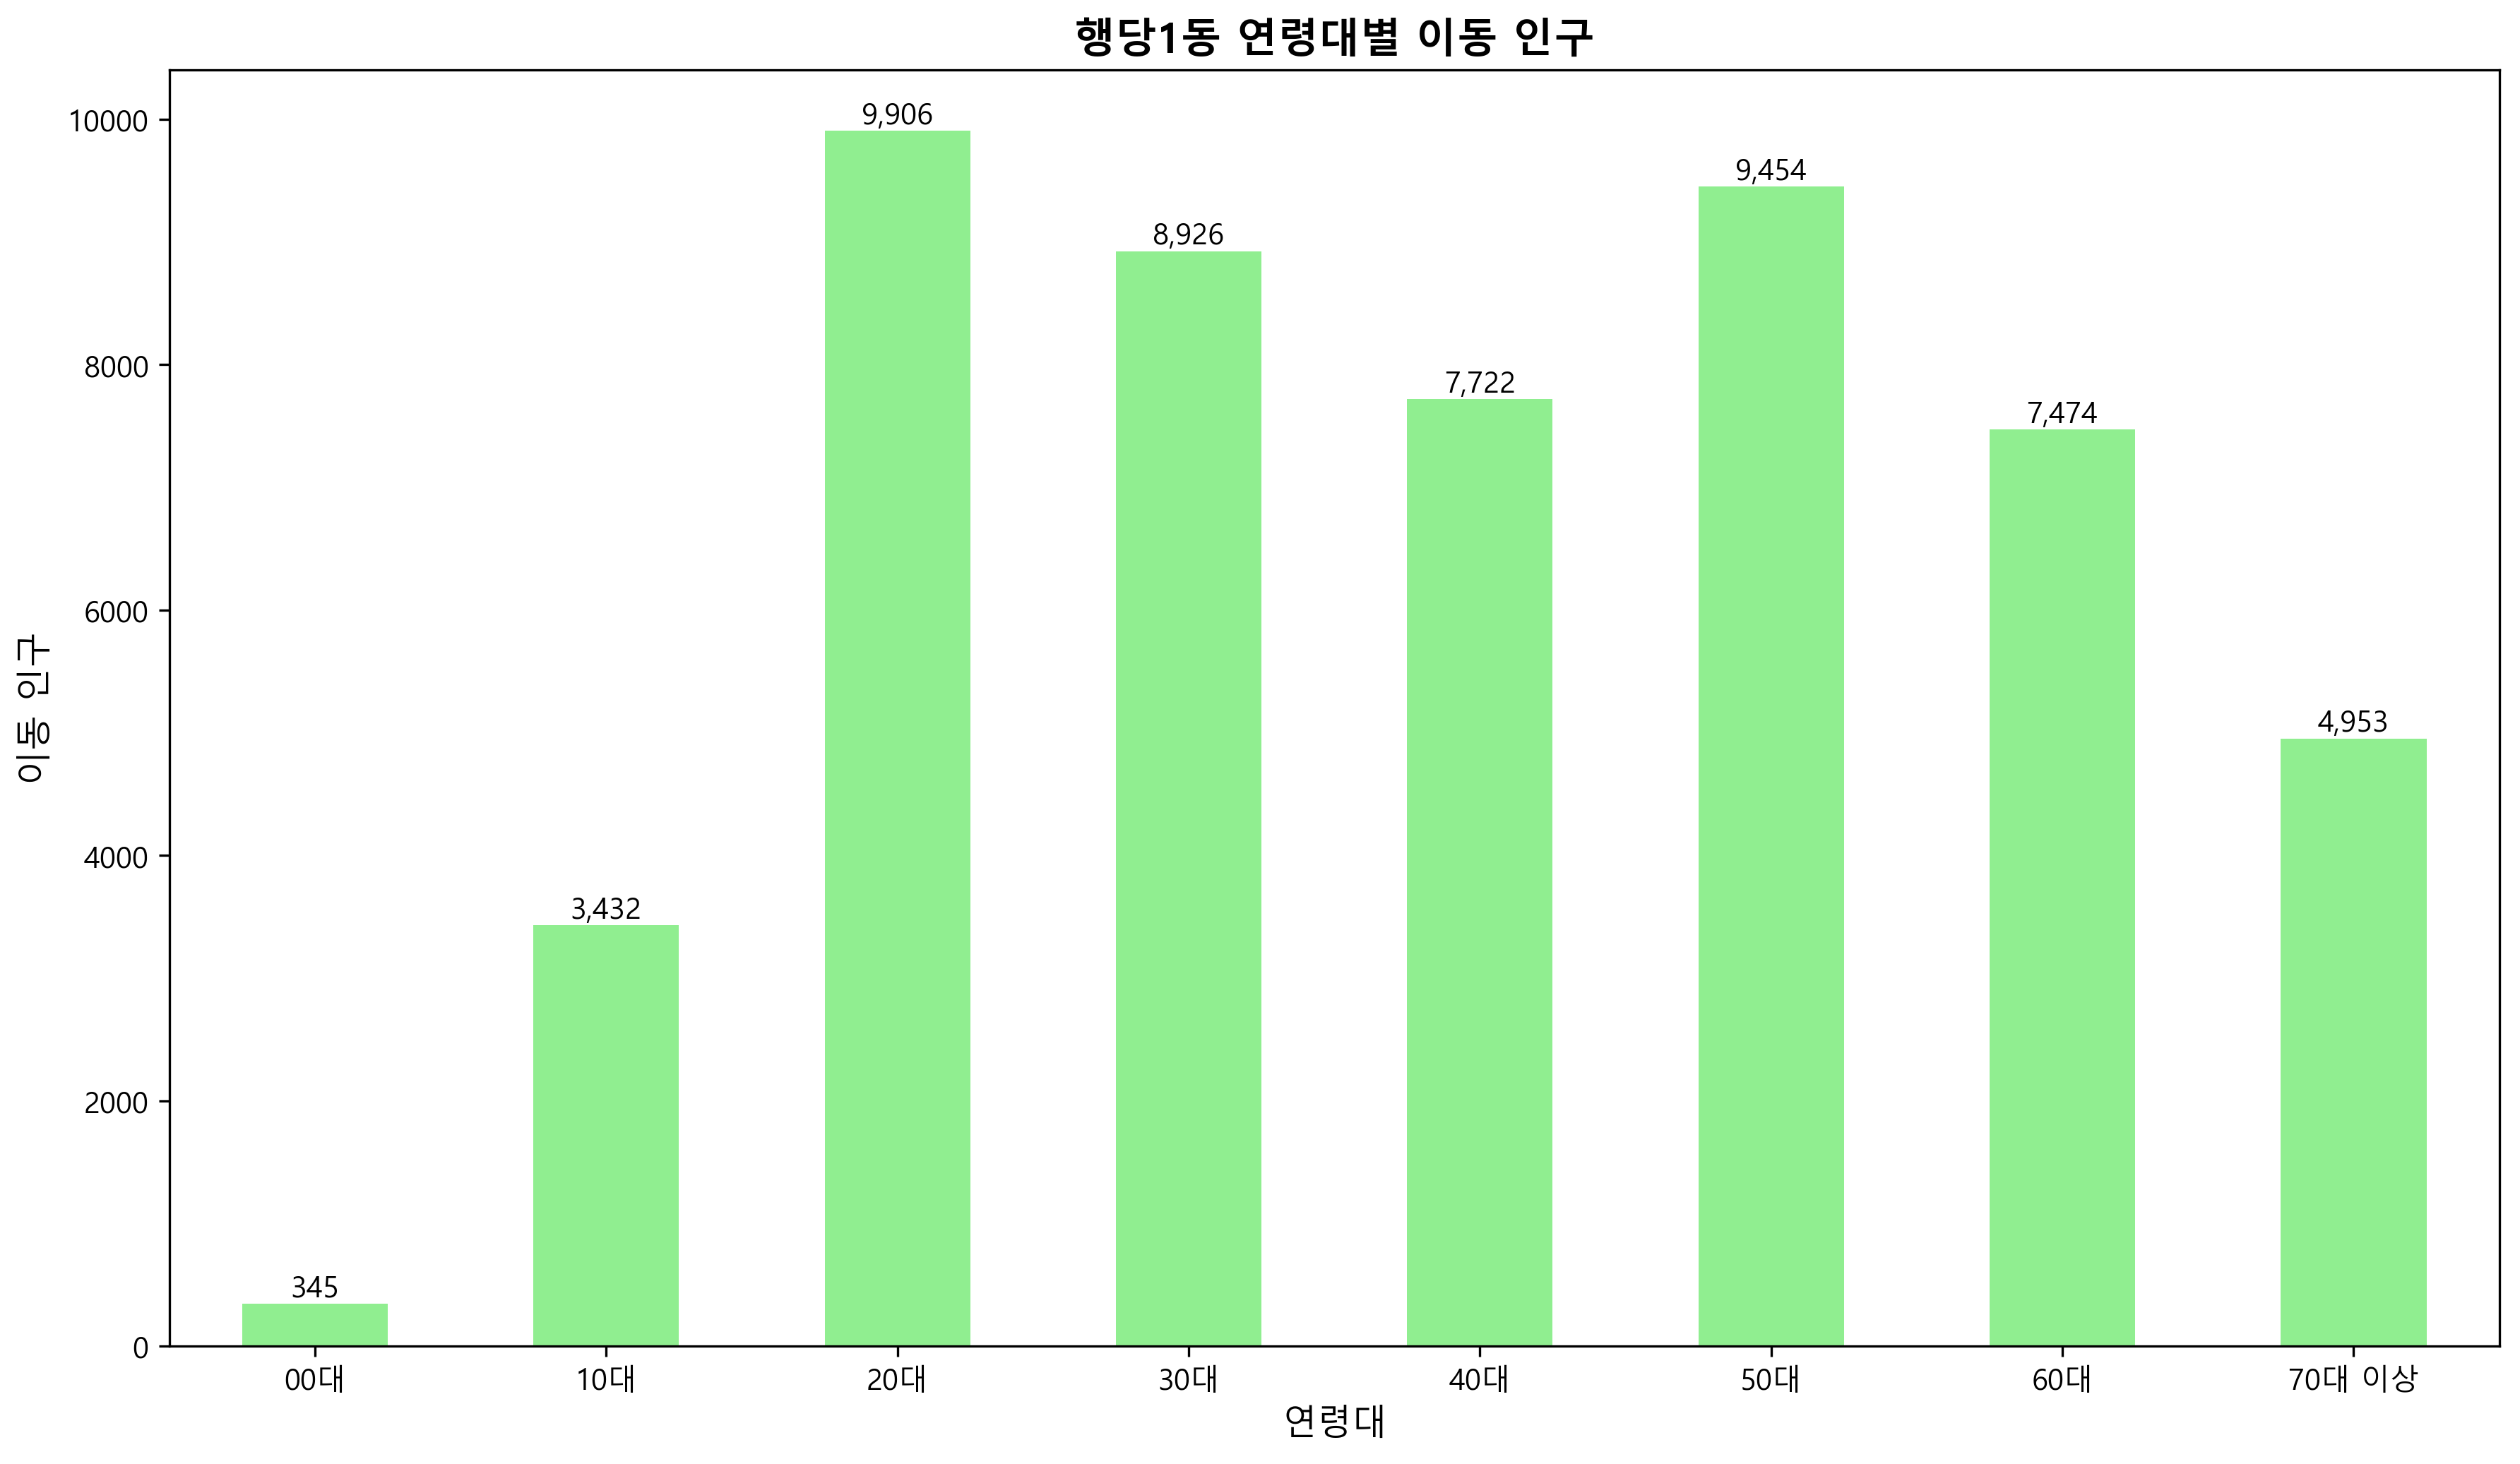 행당1동 연령대별 이동 인구
이동 인구
10000
8000
6000
4000
2000
0
345
3,432
9,906
8,926
7,722
9,454
7,474
4,953
00대
10대
20대
30대
40대
50대
60대
70대 이상
연령대